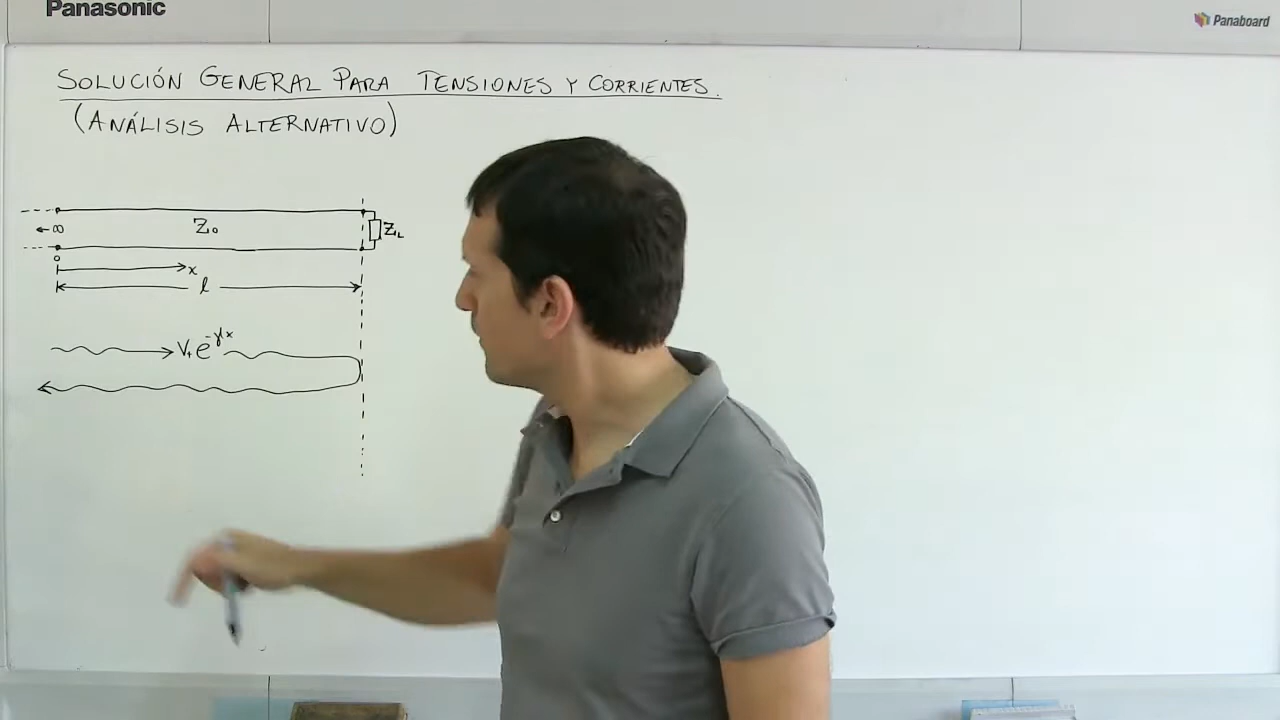 Panasonic
Panaboard
SOLUCIÓN GENERAL PARA TENSIONES Y CORRIENTES.
(ANÁLISIS ALTERNATIVO)
←∞ Z₀ Z_L
0
x
l
V₊e^-γx